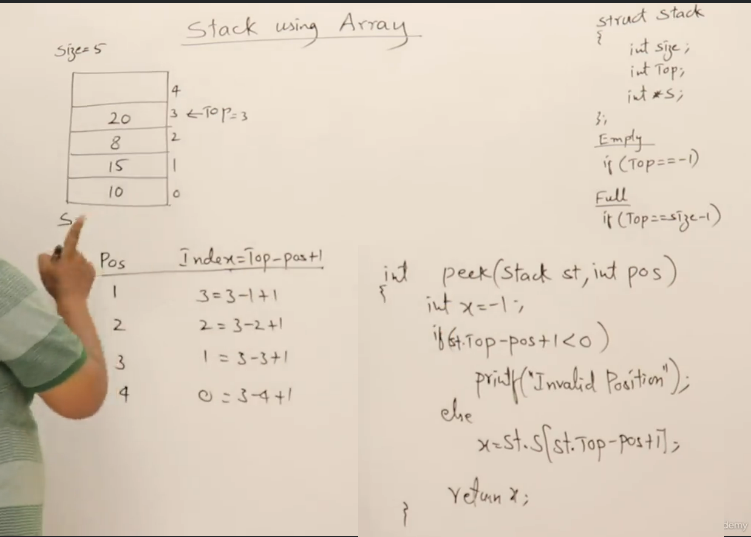 Stack using Array
Size=5
4
20 3 ←Top=3
8 2
15 1
10 0
S
struct Stack
{
int size;
int Top;
int *S;
};
Empty
if(Top==-1)
Full
if(Top==size-1)
Pos Index=Top-pos+1
1 3=3-1+1
2 2=3-2+1
3 1=3-3+1
4 0=3-4+1
int peek(Stack st, int pos)
{
int x=-1;
if(st.Top-pos+1<0)
printf("Invalid Position");
else
x=st.S[st.Top-pos+1];
return x;
}
demy